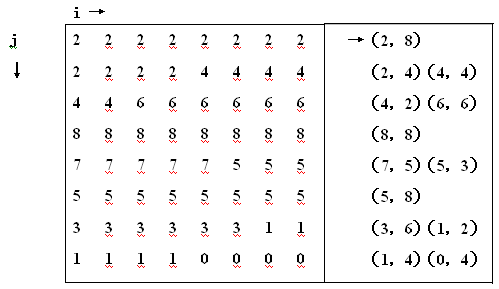 i →
j 2 2 2 2 2 2 2 2 → (2, 8)
↓ 2 2 2 2 4 4 4 4 (2, 4) (4, 4)
4 4 6 6 6 6 6 6 (4, 2) (6, 6)
8 8 8 8 8 8 8 8 (8, 8)
7 7 7 7 7 5 5 5 (7, 5) (5, 3)
5 5 5 5 5 5 5 5 (5, 8)
3 3 3 3 3 3 1 1 (3, 6) (1, 2)
1 1 1 1 0 0 0 0 (1, 4) (0, 4)